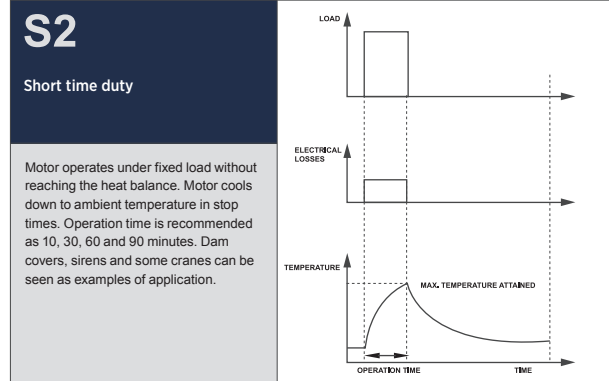 S2
Short time duty
Motor operates under fixed load without
reaching the heat balance. Motor cools
down to ambient temperature in stop
times. Operation time is recommended
as 10, 30, 60 and 90 minutes. Dam
covers, sirens and some cranes can be
seen as examples of application.
LOAD
ELECTRICAL
LOSSES
TEMPERATURE
MAX. TEMPERATURE ATTAINED
OPERATION TIME
TIME